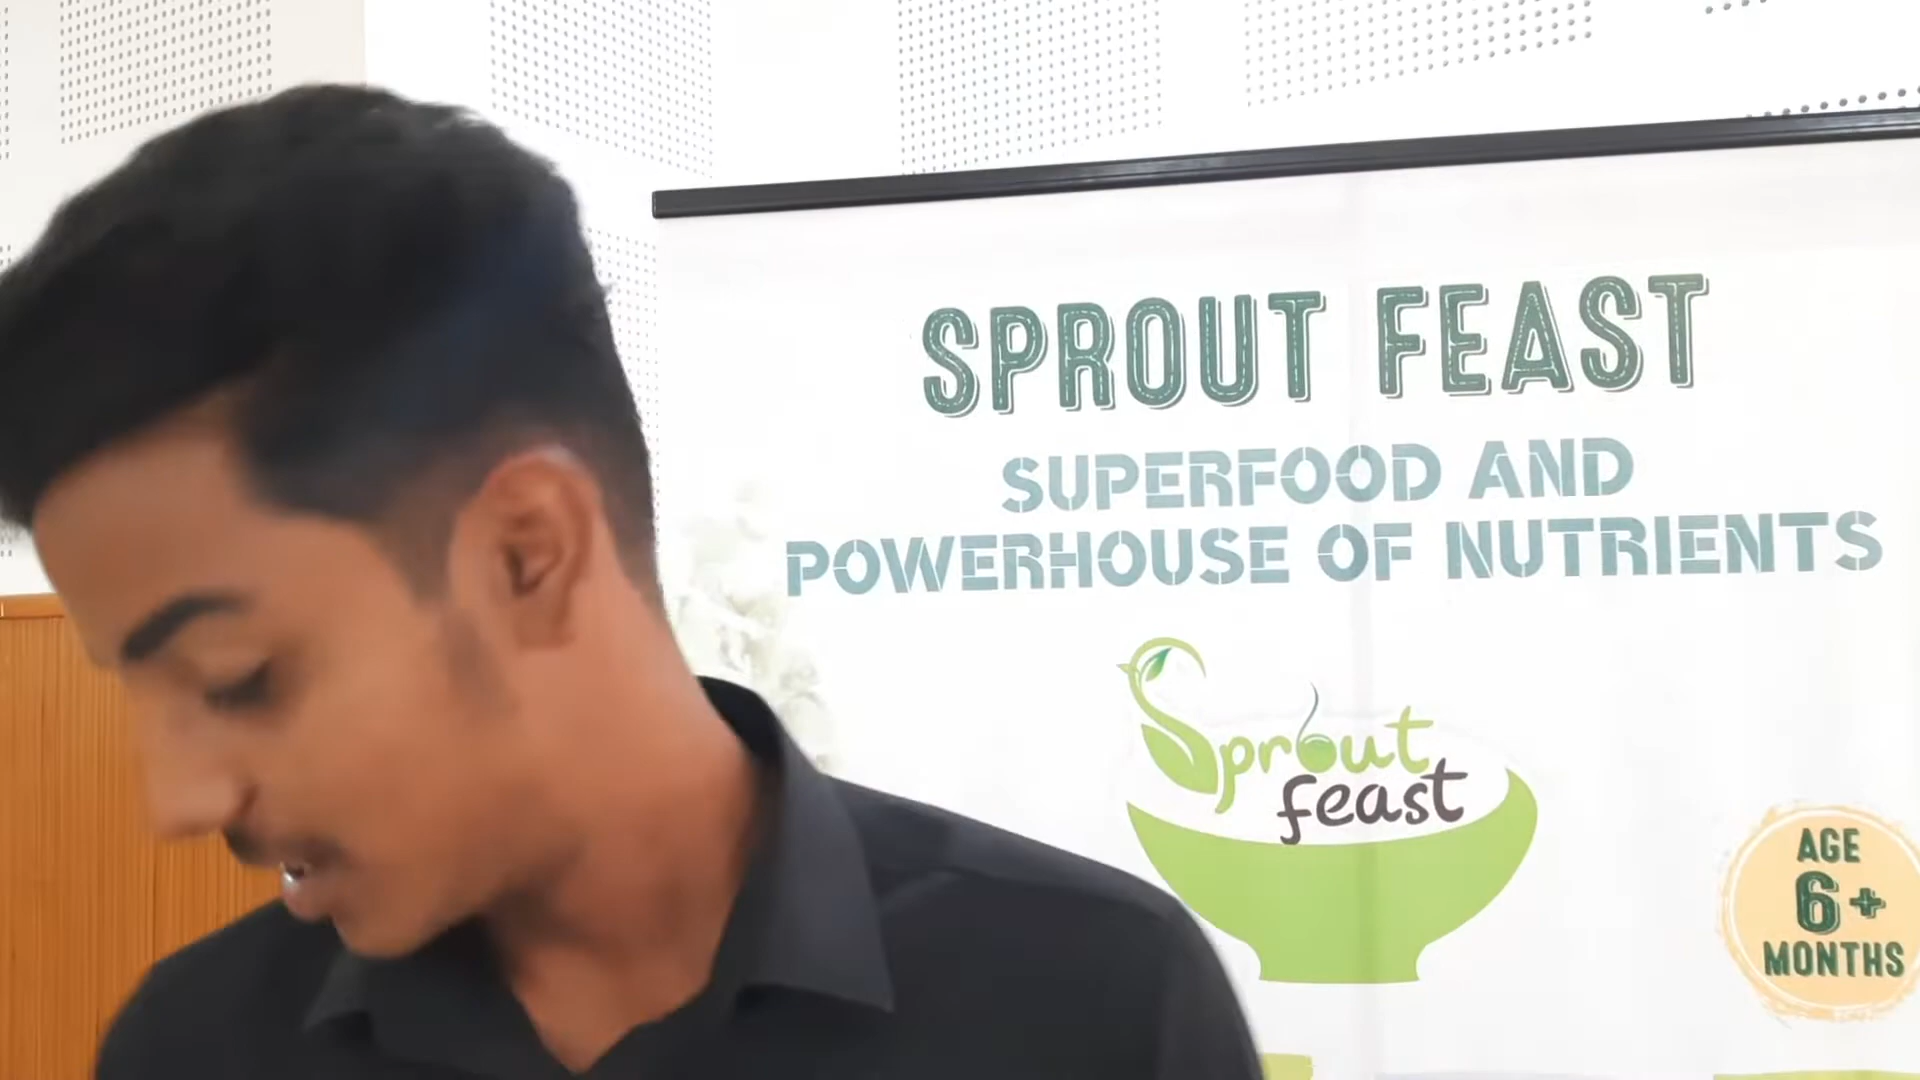 SPROUT FEAST
SUPERFOOD AND
POWERHOUSE OF NUTRIENTS
Sprout
feast
AGE
6+
MONTHS